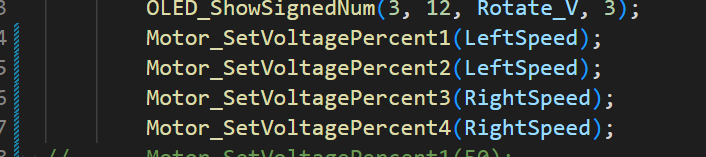 OLED_ShowSignedNum(3, 12, Rotate_V, 3);
Motor_SetVoltagePercent1(LeftSpeed);
Motor_SetVoltagePercent2(LeftSpeed);
Motor_SetVoltagePercent3(RightSpeed);
Motor_SetVoltagePercent4(RightSpeed);
// Motor_SetVoltagePercent1(50);